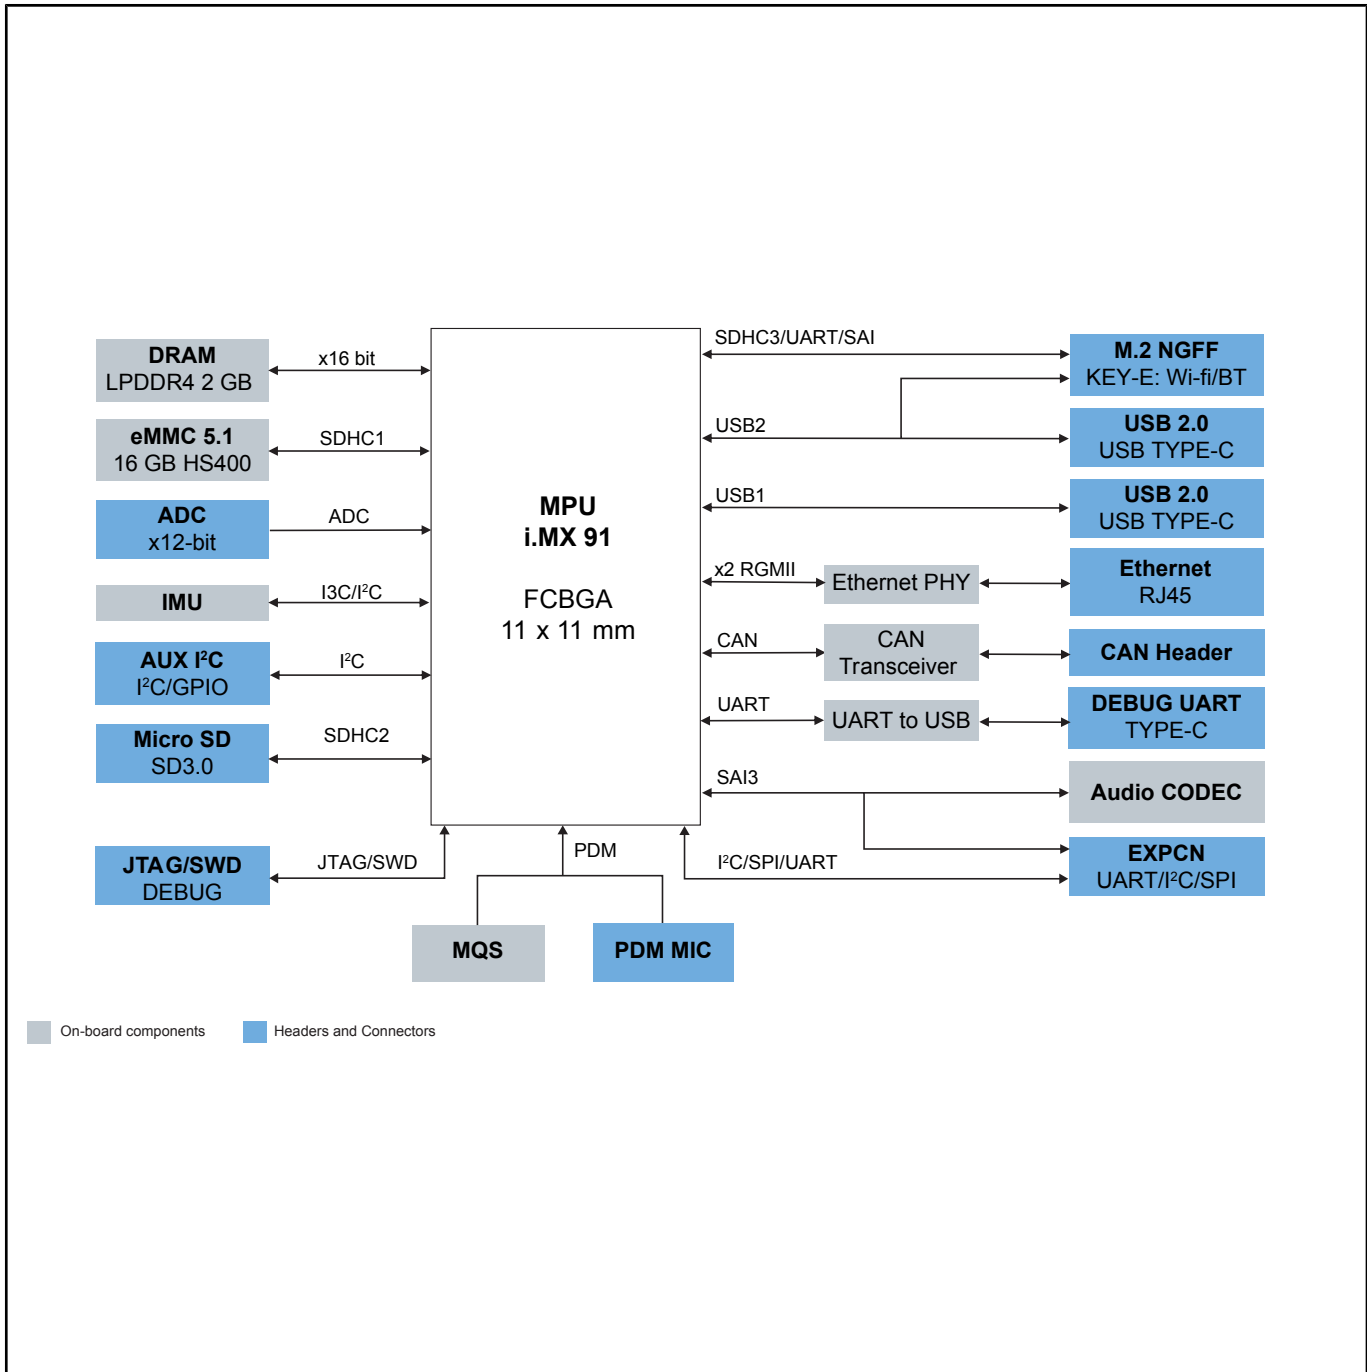 DRAM
LPDDR4 2 GB
x16 bit
eMMC 5.1
16 GB HS400
SDHC1
ADC
x12-bit
ADC
IMU
I3C/I²C
AUX I²C
I²C/GPIO
I²C
Micro SD
SD3.0
SDHC2
JTAG/SWD
DEBUG
JTAG/SWD
MPU
i.MX 91
FCBGA
11 x 11 mm
PDM
MQS
PDM MIC
SDHC3/UART/SAI
M.2 NGFF
KEY-E: Wi-fi/BT
USB2
USB 2.0
USB TYPE-C
USB1
USB 2.0
USB TYPE-C
x2 RGMII
Ethernet PHY
Ethernet
RJ45
CAN
CAN
Transceiver
CAN Header
UART
UART to USB
DEBUG UART
TYPE-C
SAI3
Audio CODEC
I²C/SPI/UART
EXPCN
UART/I²C/SPI
On-board components
Headers and Connectors